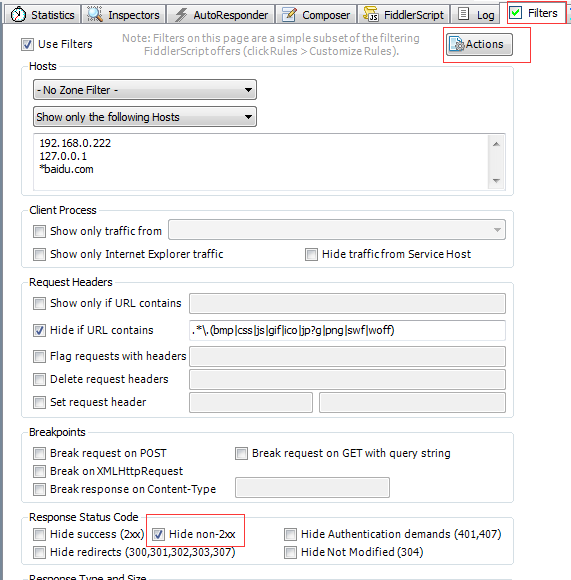 Statistics Inspectors AutoResponder Composer FiddlerScript Log Filters
Use Filters
Note: Filters on this page are a simple subset of the filtering
FiddlerScript offers (click Rules > Customize Rules).
Actions
Hosts
- No Zone Filter -
Show only the following Hosts
192.168.0.222
127.0.0.1
*baidu.com
Client Process
Show only traffic from
Show only Internet Explorer traffic Hide traffic from Service Host
Request Headers
Show only if URL contains
Hide if URL contains .*\.(bmp|css|js|gif|ico|jp?g|png|swf|woff)
Flag requests with headers
Delete request headers
Set request header
Breakpoints
Break request on POST Break request on GET with query string
Break on XMLHttpRequest
Break response on Content-Type
Response Status Code
Hide success (2xx) Hide non-2xx Hide Authentication demands (401,407)
Hide redirects (300,301,302,303,307) Hide Not Modified (304)
Response Type and Size